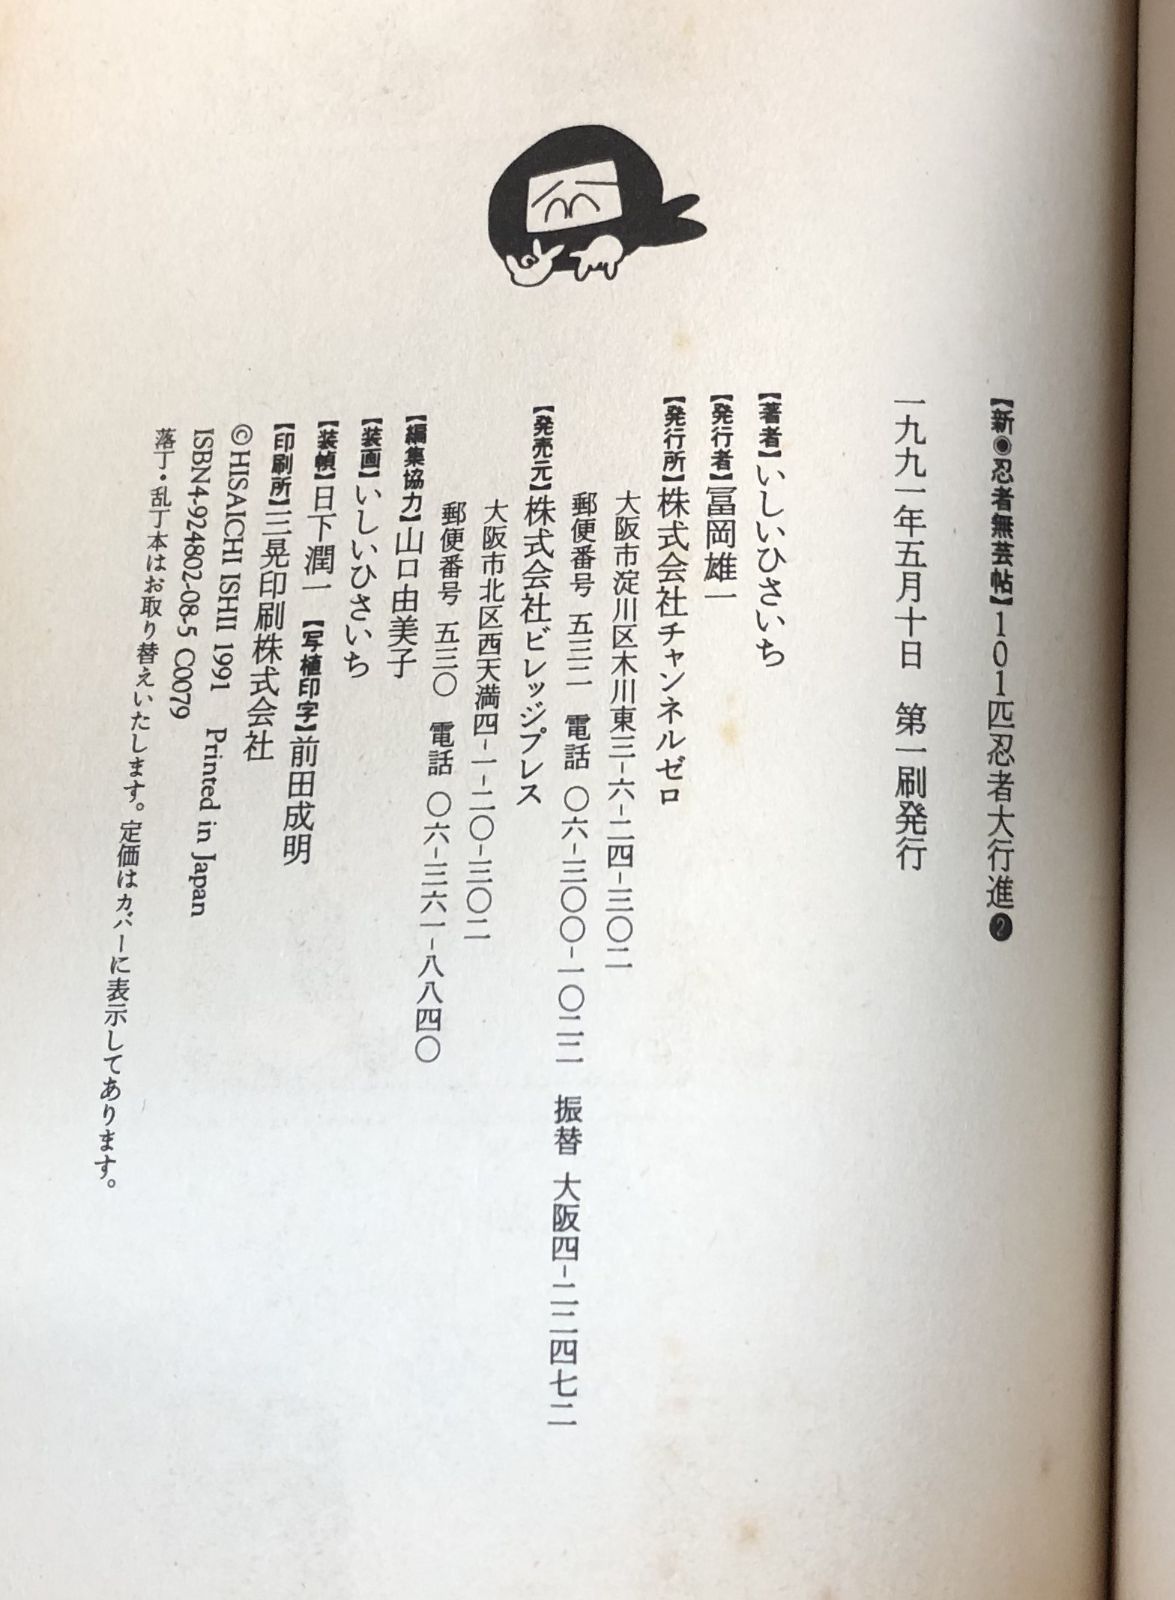 【新◉忍者無芸帖】101匹忍者大行進❷
一九九一年五月十日　第一刷発行
【著者】いしいひさいち
【発行者】冨岡雄一
【発行所】株式会社チャンネルゼロ
大阪市淀川区木川東三-六-二四-三〇二
郵便番号 五三二 電話 〇六-三〇〇-一〇二二 振替 大阪四-二二四七二
【発売元】株式会社ビレッジプレス
大阪市北区西天満四-一-二〇-三〇二
郵便番号 五三〇 電話 〇六-三六一-八八四〇
【編集協力】山口由美子
【装画】いしいひさいち
【装幀】日下潤一 【写植印字】前田成明
【印刷所】三晃印刷株式会社
©HISAICHI ISHII 1991 Printed in Japan
ISBN4-924802-08-5 C0079
落丁・乱丁本はお取り替えいたします。定価はカバーに表示してあります。